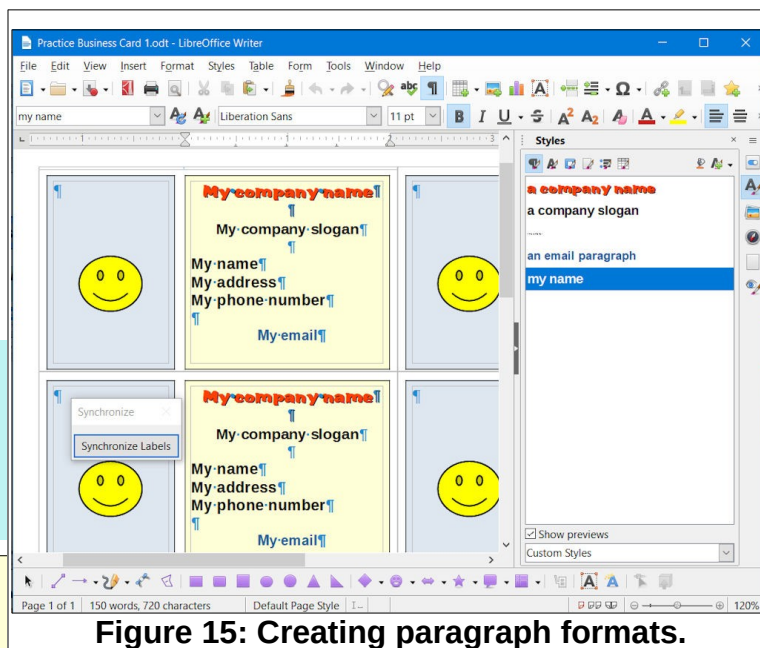 Practice Business Card 1.odt - LibreOffice Writer
File Edit View Insert Format Styles Table Form Tools Window Help
my name Liberation Sans 11 pt
Styles
¶ My·company·name¶
¶
My·company·slogan¶
¶
My·name¶
My·address¶
My·phone·number¶
¶
My·email¶
a company name
a company slogan
an email paragraph
my name
¶ My·company·name¶
¶
My·company·slogan¶
¶
My·name¶
My·address¶
My·phone·number¶
¶
My·email¶
¶
¶
Synchronize
Synchronize Labels
Show previews
Custom Styles
Page 1 of 1 150 words, 720 characters Default Page Style 120%
Figure 15: Creating paragraph formats.